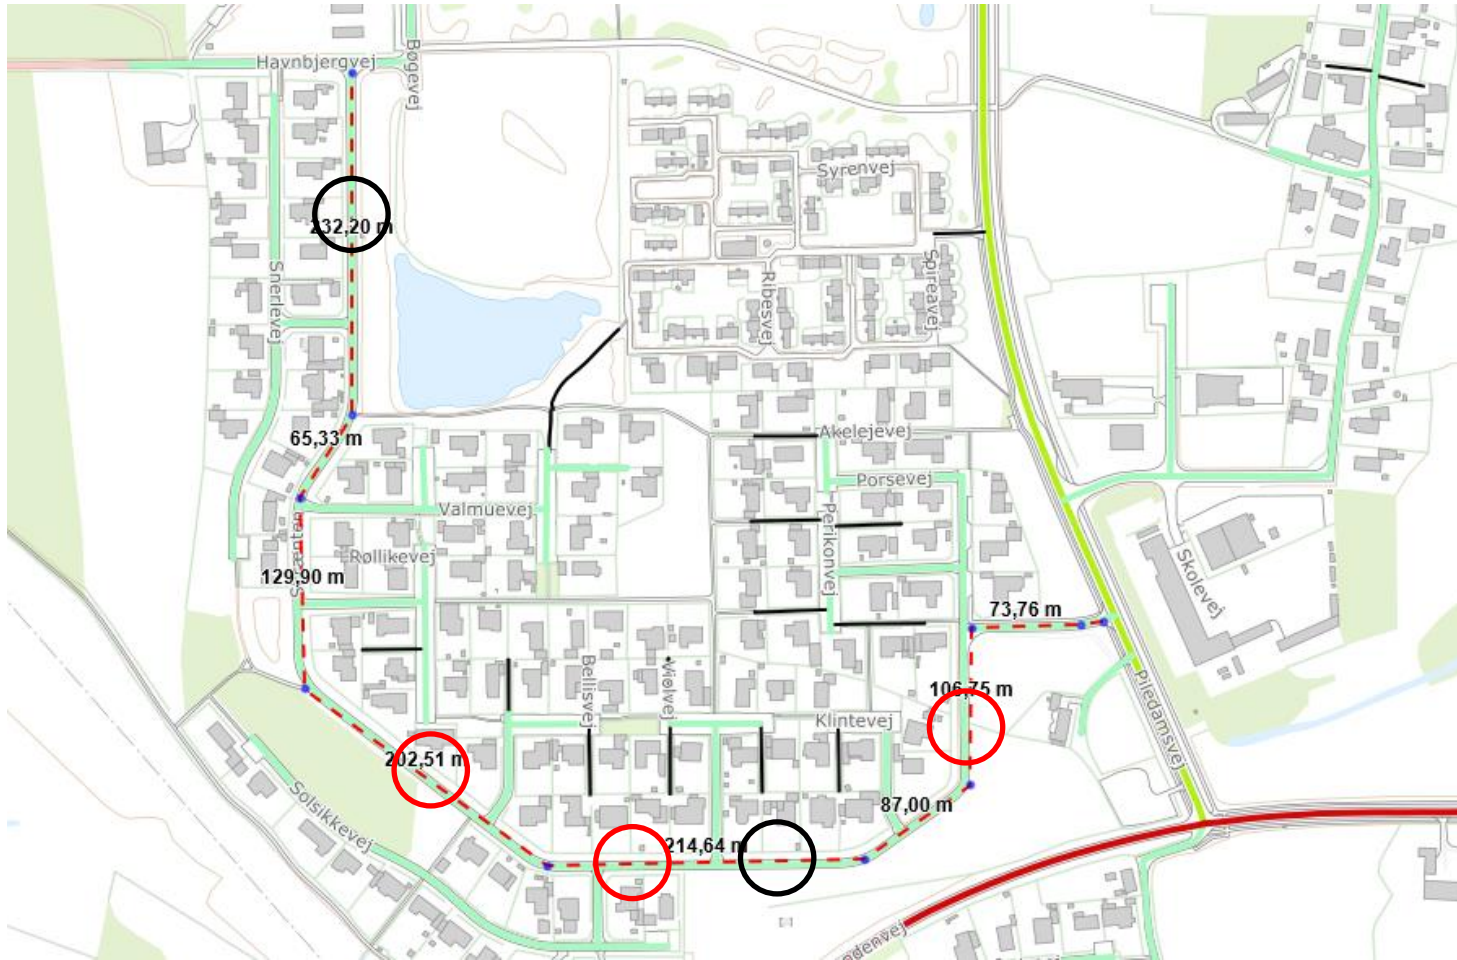 Havnbjergvej
Bøgevej
Syrenvej
232,20 m
Snerlevej
Ribesvej
Spireavej
65,33 m
Akelejevej
Porsevej
Valmuevej
Perikonvej
Røllikevej
129,90 m
Skolevej
73,76 m
Bellisvej
Violvej
106,75 m
Klintevej
Piledamsvej
202,51 m
87,00 m
Solsikkevej
214,64 m